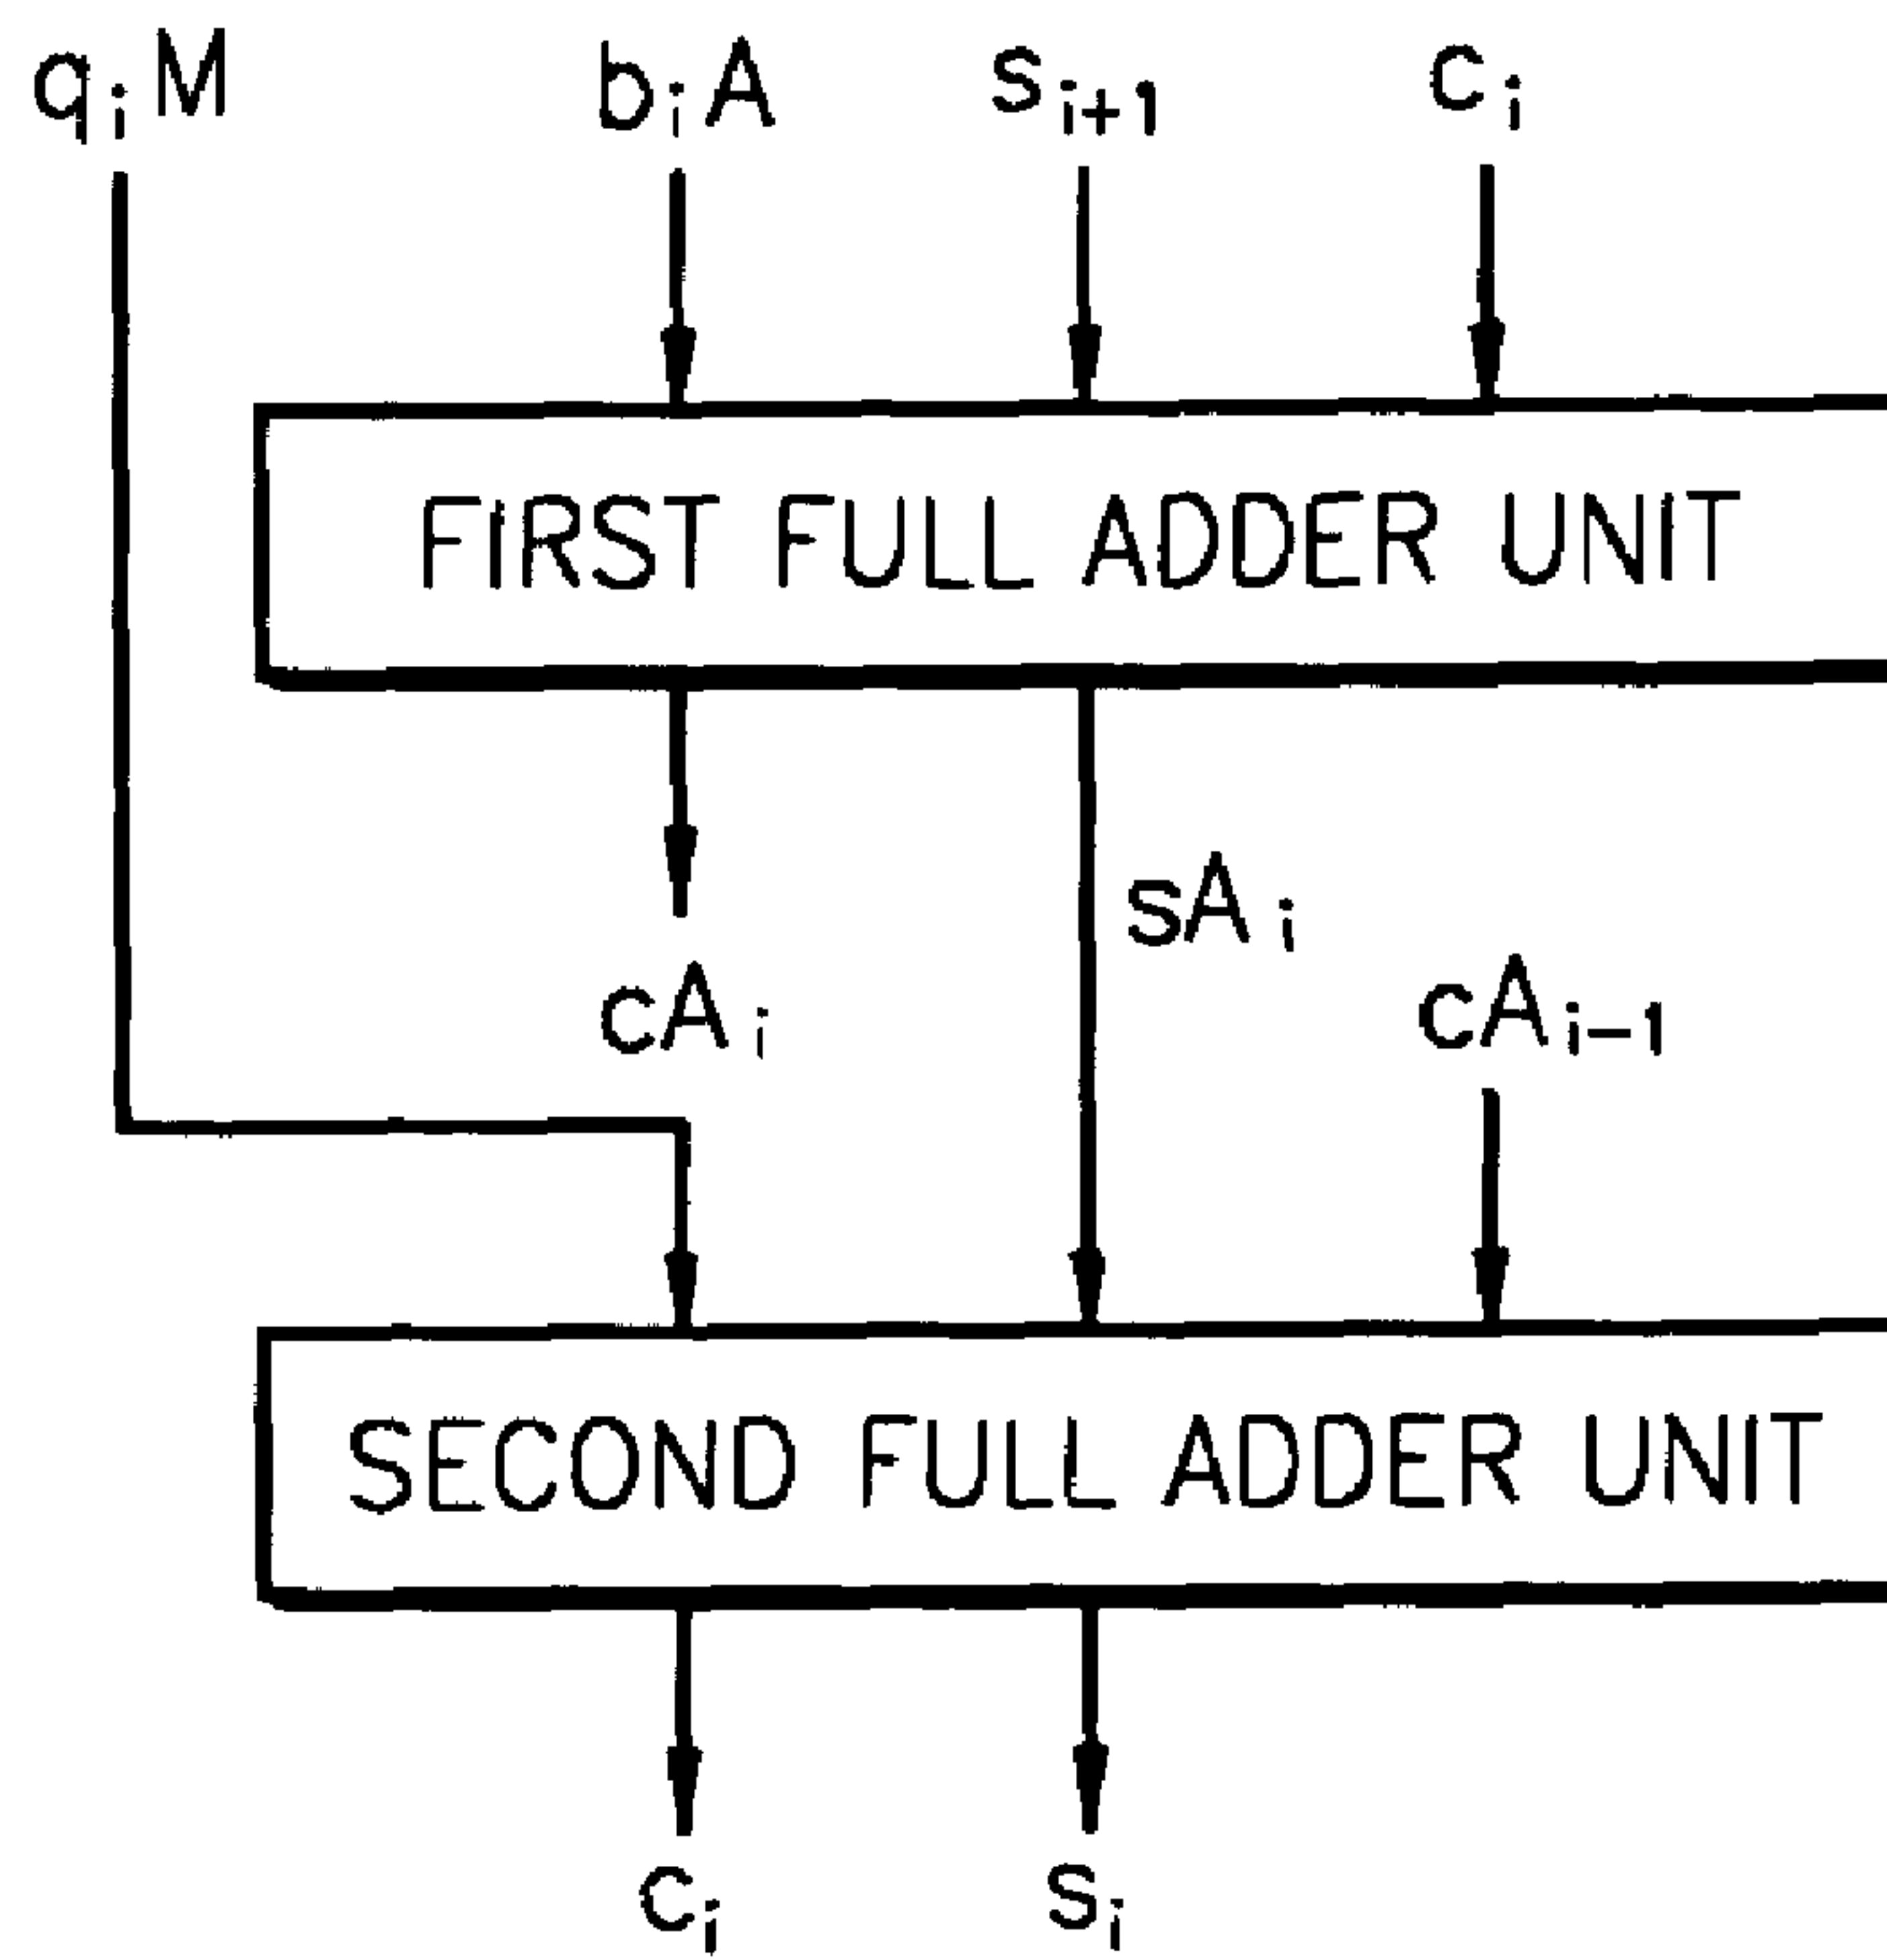 qᵢM bᵢA sᵢ₊₁ cᵢ
FIRST FULL ADDER UNIT
sAᵢ
cAᵢ cAᵢ₋₁
SECOND FULL ADDER UNIT
cᵢ sᵢ